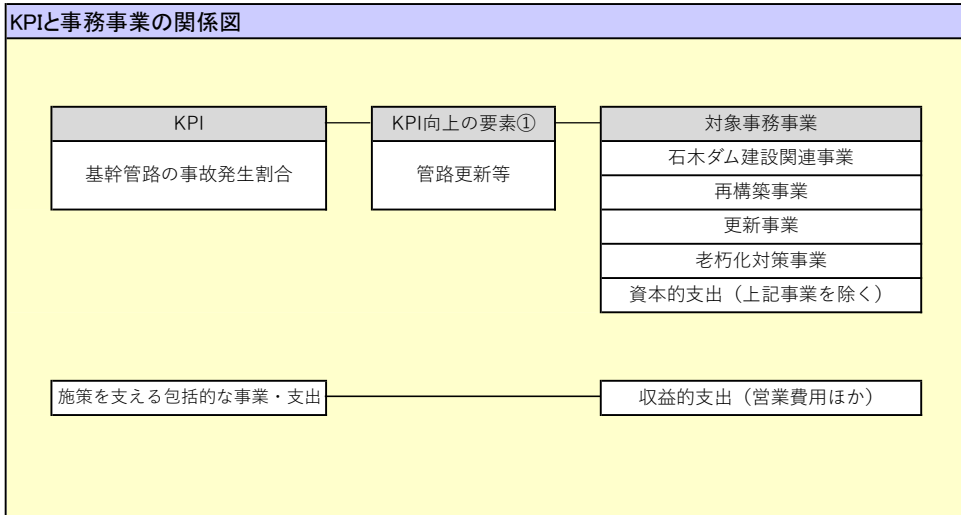 KPIと事務事業の関係図
KPI
KPI向上の要素①
対象事務事業
基幹管路の事故発生割合
管路更新等
石木ダム建設関連事業
再構築事業
更新事業
老朽化対策事業
資本的支出（上記事業を除く）
施策を支える包括的な事業・支出
収益的支出（営業費用ほか）